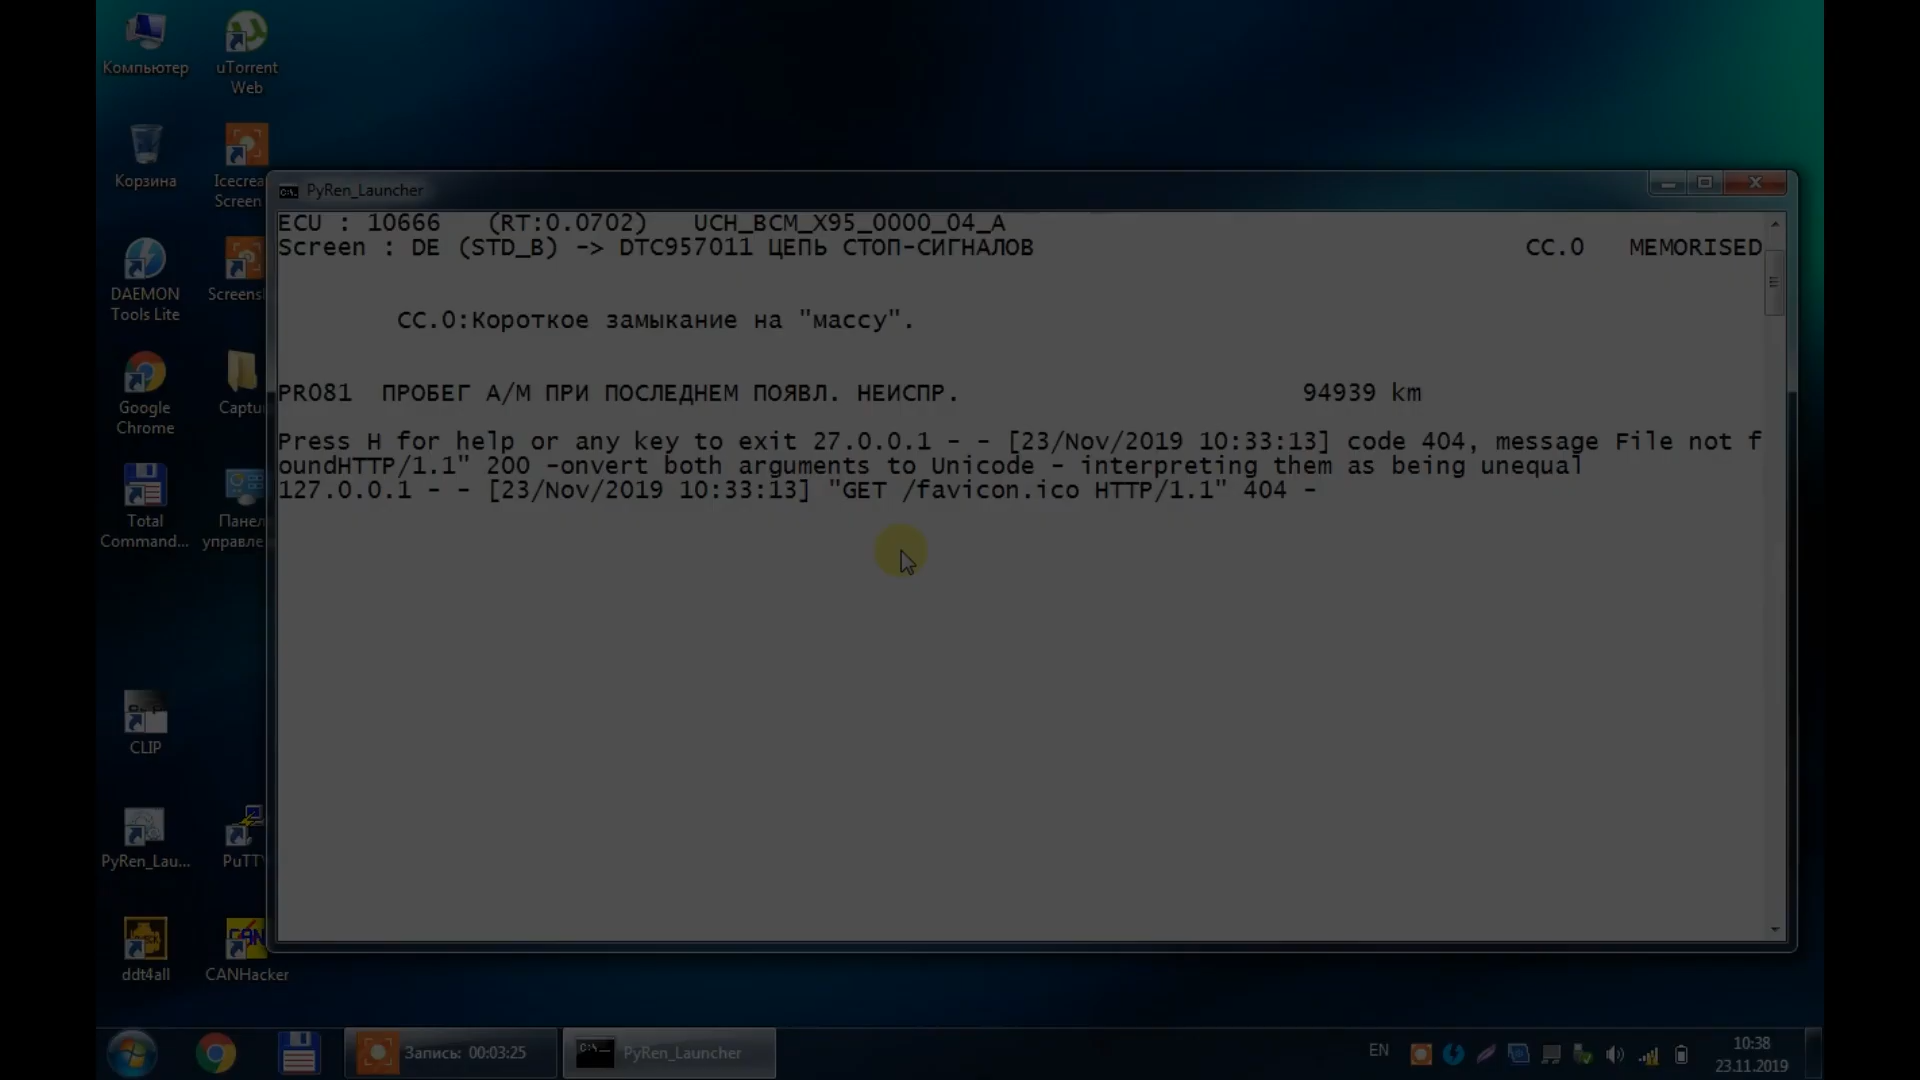 Компьютер
uTorrent
Web
Корзина
Icecrea
Screen
DAEMON
Tools Lite
Screensh
Google
Chrome
Captu
Total
Command...
Панел
управле
CLIP
PyRen_Lau...
PuTTY
ddt4all
CANHacker
PyRen_Launcher
ECU : 10666 (RT:0.0702) UCH_BCM_X95_0000_04_A
Screen : DE (STD_B) -> DTC957011 ЦЕПЬ СТОП-СИГНАЛОВ CC.0 MEMORISED
CC.0:Короткое замыкание на "массу".
PR081 ПРОБЕГ А/М ПРИ ПОСЛЕДНЕМ ПОЯВЛ. НЕИСПР. 94939 km
Press H for help or any key to exit 27.0.0.1 - - [23/Nov/2019 10:33:13] code 404, message File not f
oundHTTP/1.1" 200 -onvert both arguments to Unicode - interpreting them as being unequal
127.0.0.1 - - [23/Nov/2019 10:33:13] "GET /favicon.ico HTTP/1.1" 404 -
Запись: 00:03:25
PyRen_Launcher
EN
10:38
23.11.2019